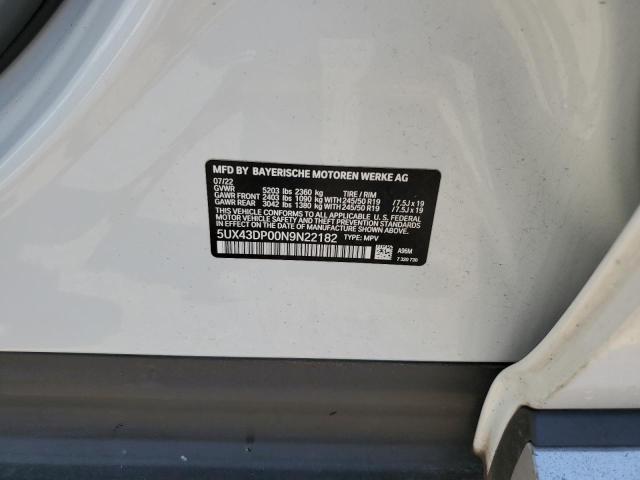 MFD BY BAYERISCHE MOTOREN WERKE AG
07/22
GVWR 5203 lbs 2360 kg TIRE / RIM
GAWR FRONT 2403 lbs 1090 kg WITH 245/50 R19 /7.5J x 19
GAWR REAR 3042 lbs 1380 kg WITH 245/50 R19 /7.5J x 19
THIS VEHICLE CONFORMS TO ALL APPLICABLE U.S. FEDERAL
MOTOR VEHICLE SAFETY, BUMPER, AND THEFT PREVENTION
STANDARDS IN EFFECT ON THE DATE OF MANUFACTURE SHOWN ABOVE.
5UX43DP00N9N22182 TYPE: MPV
A96M
7 320 730